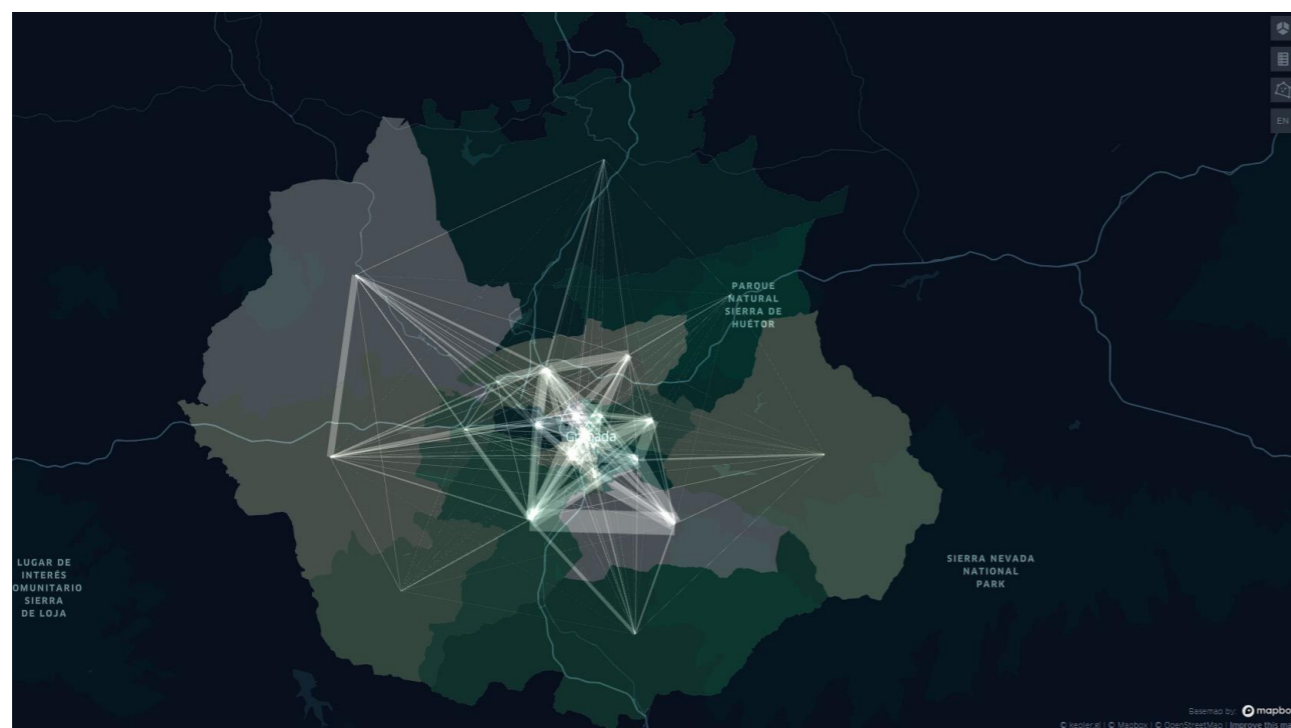 EN
PARQUE
NATURAL
SIERRA DE
HUÉTOR
Granada
LUGAR DE
INTERÉS
OMUNITARIO
SIERRA
DE LOJA
SIERRA NEVADA
NATIONAL
PARK
Basemap by: mapbo
© kepler.gl | © Mapbox | © OpenStreetMap | Improve this ma